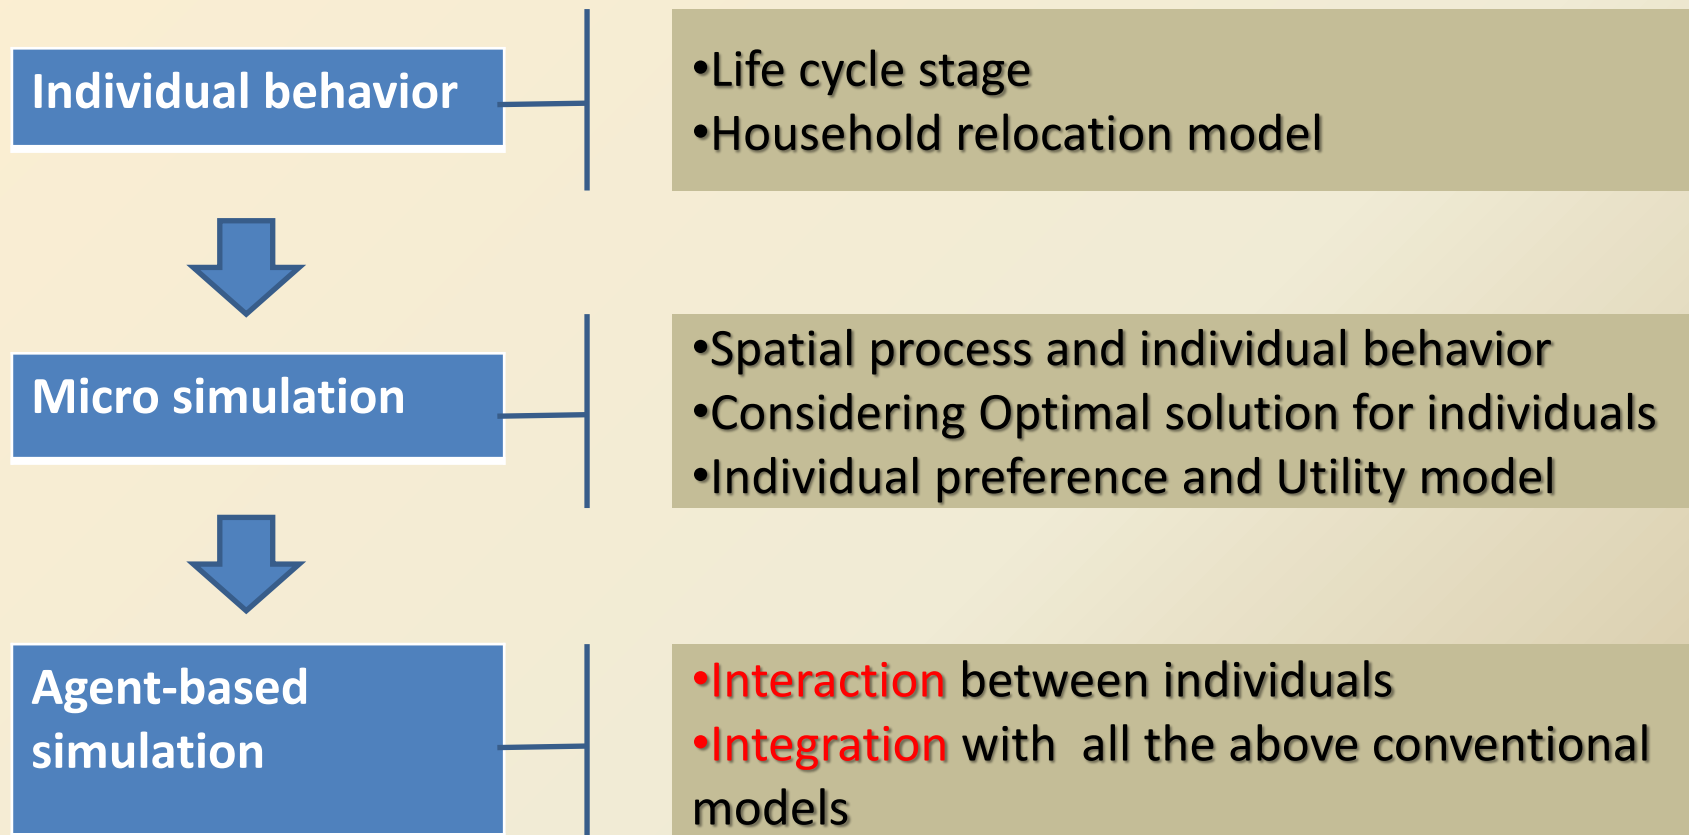 Individual behavior
•Life cycle stage
•Household relocation model
Micro simulation
•Spatial process and individual behavior
•Considering Optimal solution for individuals
•Individual preference and Utility model
Agent-based
simulation
•Interaction between individuals
•Integration with  all the above conventional
models